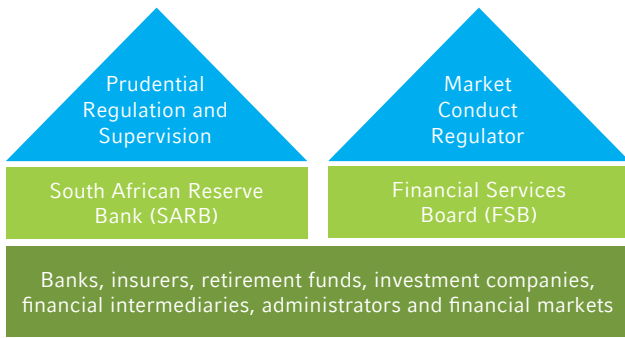 Prudential
Regulation and
Supervision
Market
Conduct
Regulator
South African Reserve
Bank (SARB)
Financial Services
Board (FSB)
Banks, insurers, retirement funds, investment companies,
financial intermediaries, administrators and financial markets